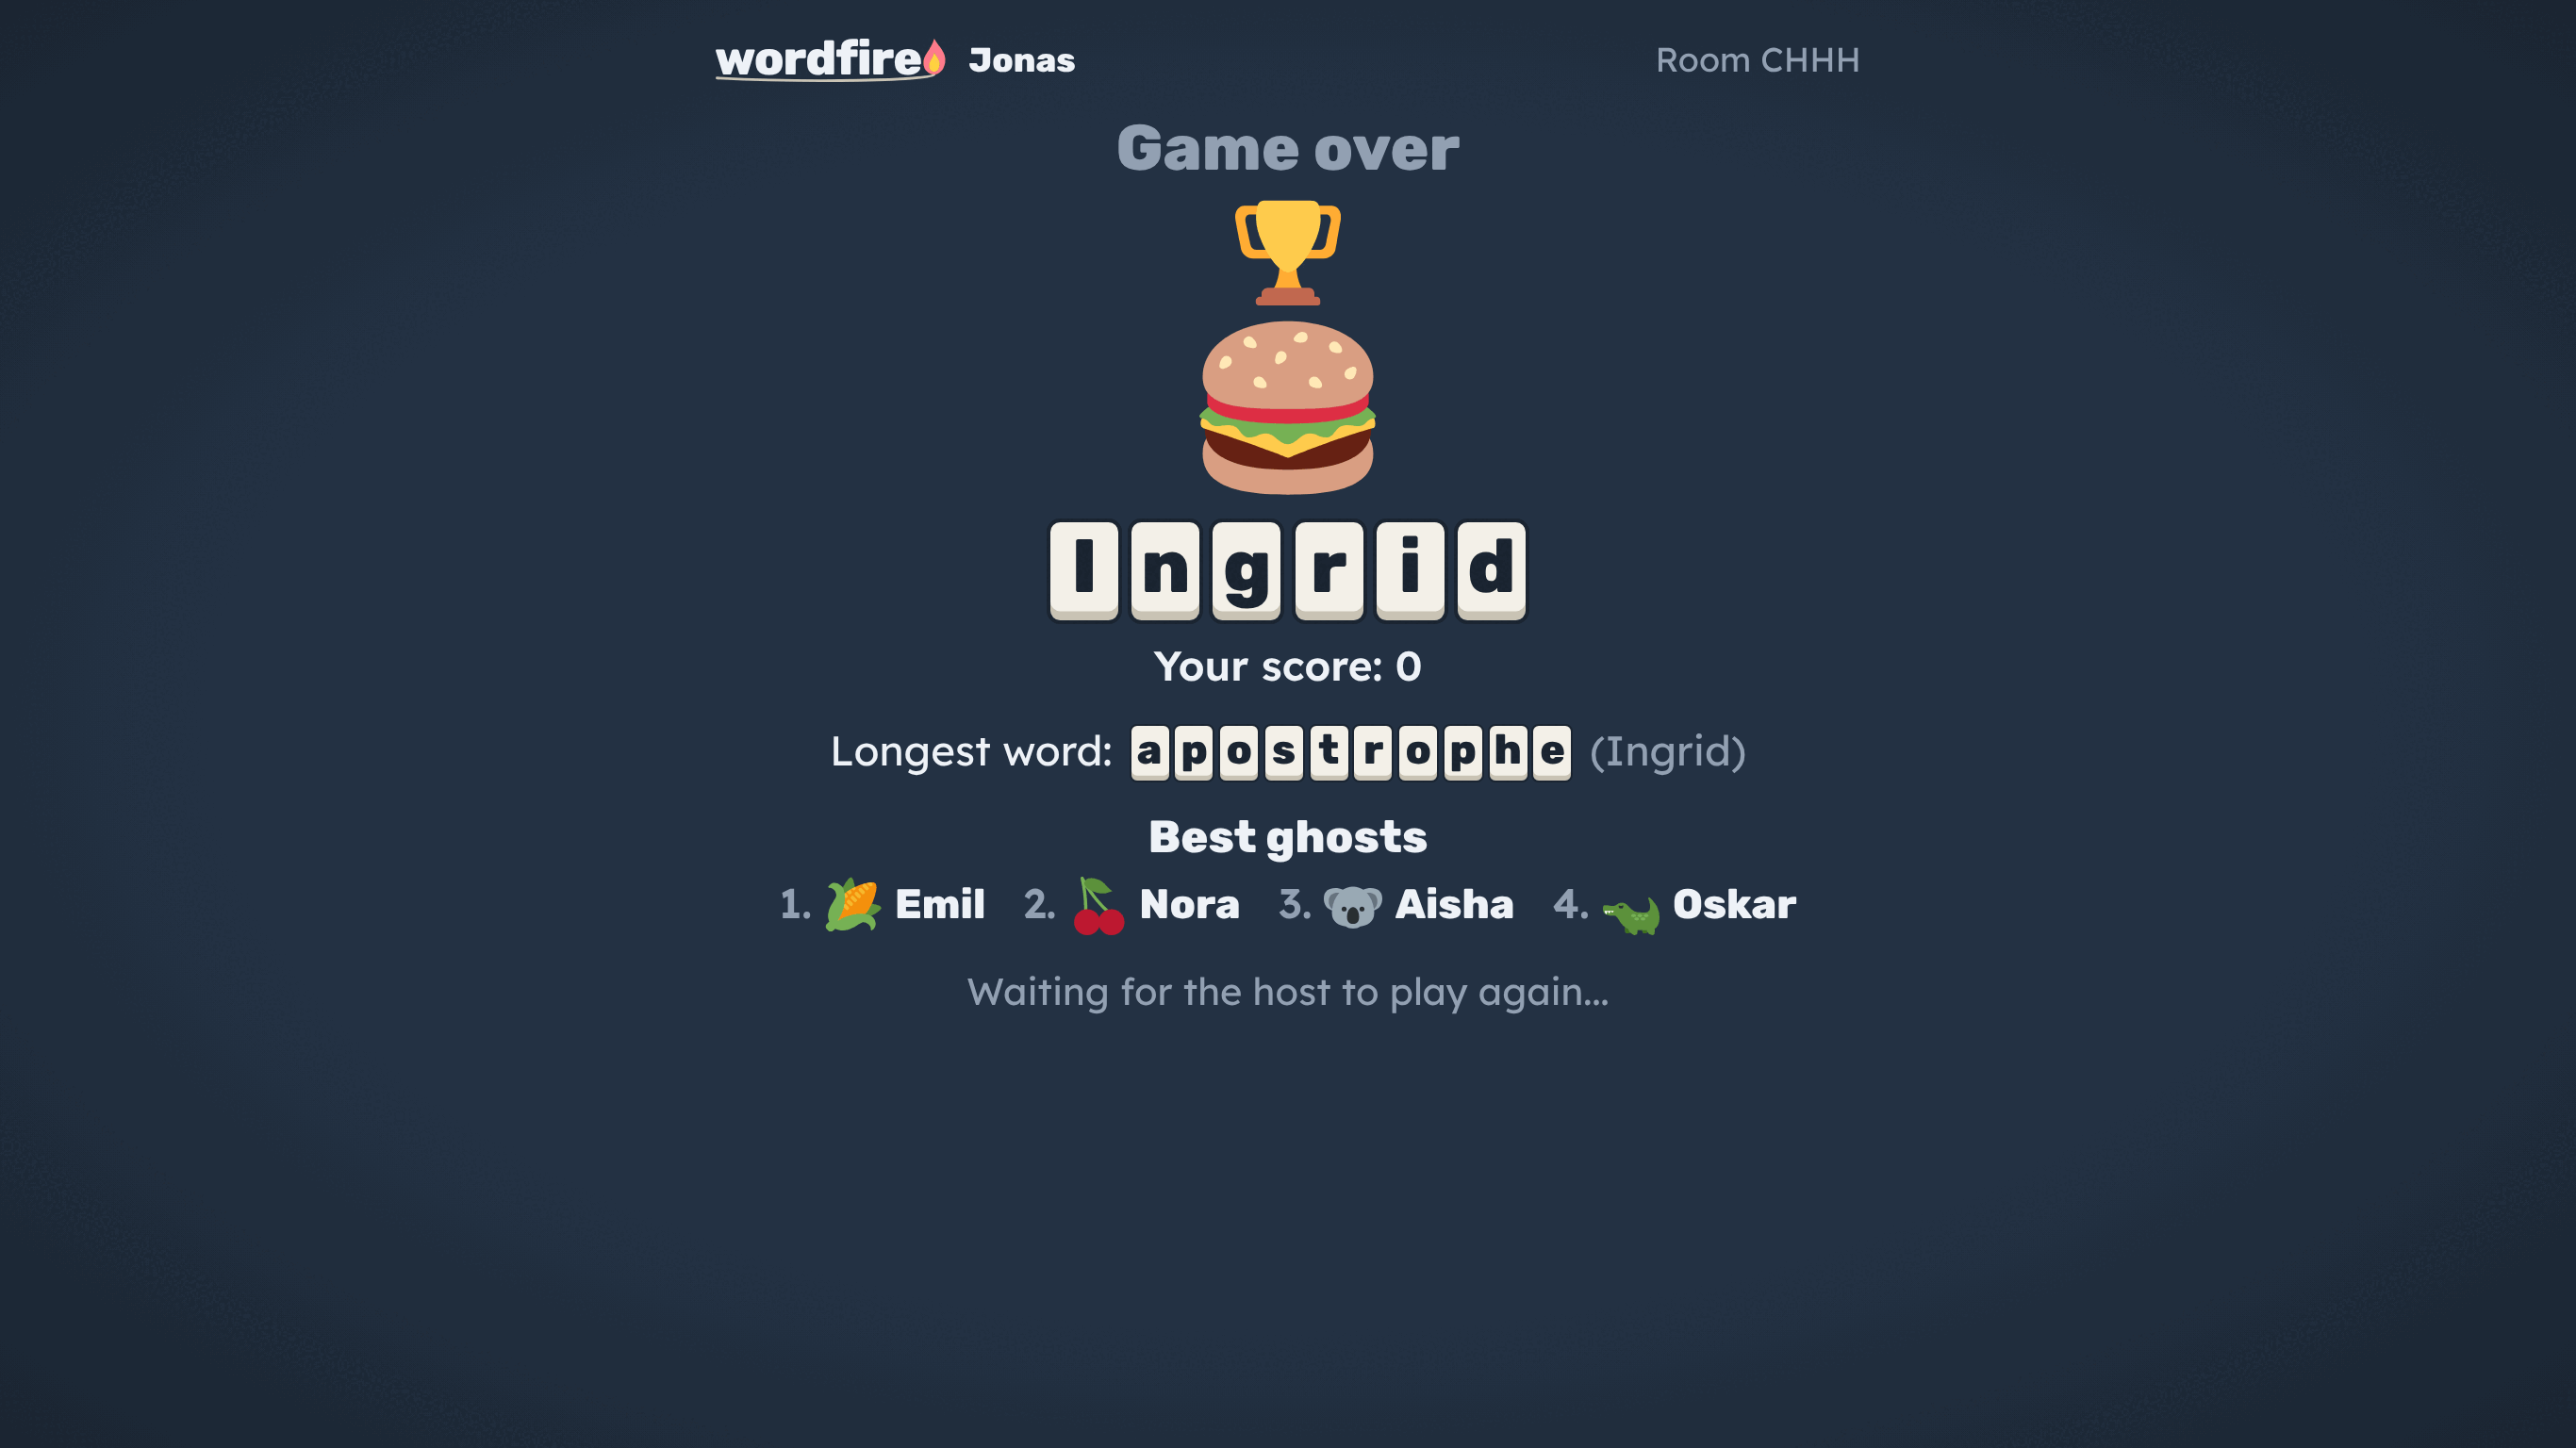 wordfire Jonas Room CHHH
Game over
Ingrid
Your score: 0
Longest word: apostrophe (Ingrid)
Best ghosts
1. Emil 2. Nora 3. Aisha 4. Oskar
Waiting for the host to play again...